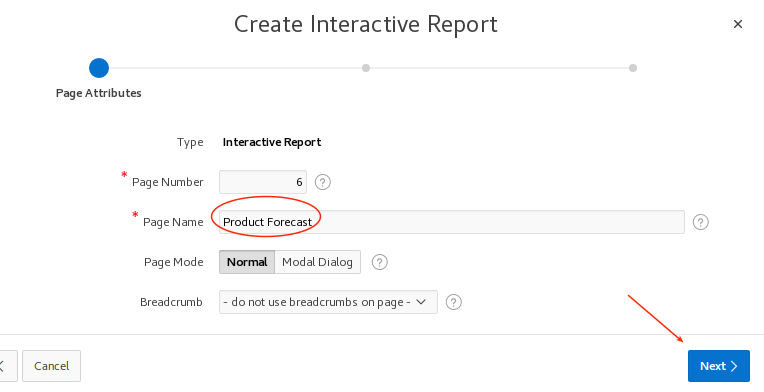 Create Interactive Report
Page Attributes
Type Interactive Report
* Page Number 6 ?
* Page Name Product Forecast ?
Page Mode Normal Modal Dialog ?
Breadcrumb - do not use breadcrumbs on page - ?
Cancel Next